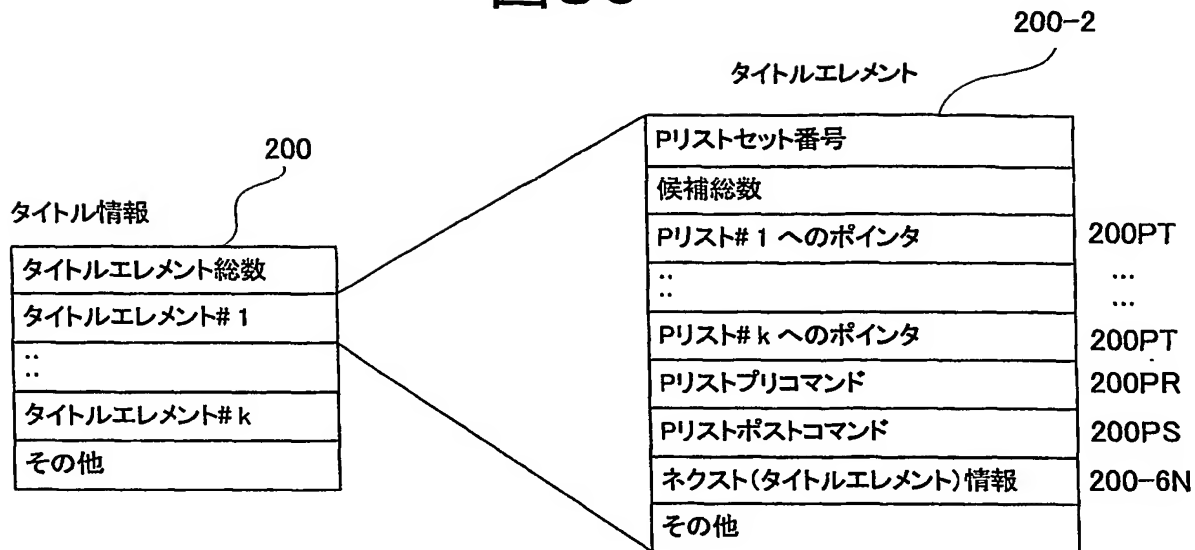 200-2
タイトルエレメント
200
タイトル情報
タイトルエレメント総数
タイトルエレメント#1
::
タイトルエレメント#k
その他
Pリストセット番号
候補総数
Pリスト#1 へのポインタ
200PT
::
...
...
Pリスト#k へのポインタ
200PT
Pリストプリコマンド
200PR
Pリストポストコマンド
200PS
ネクスト(タイトルエレメント)情報
200-6N
その他